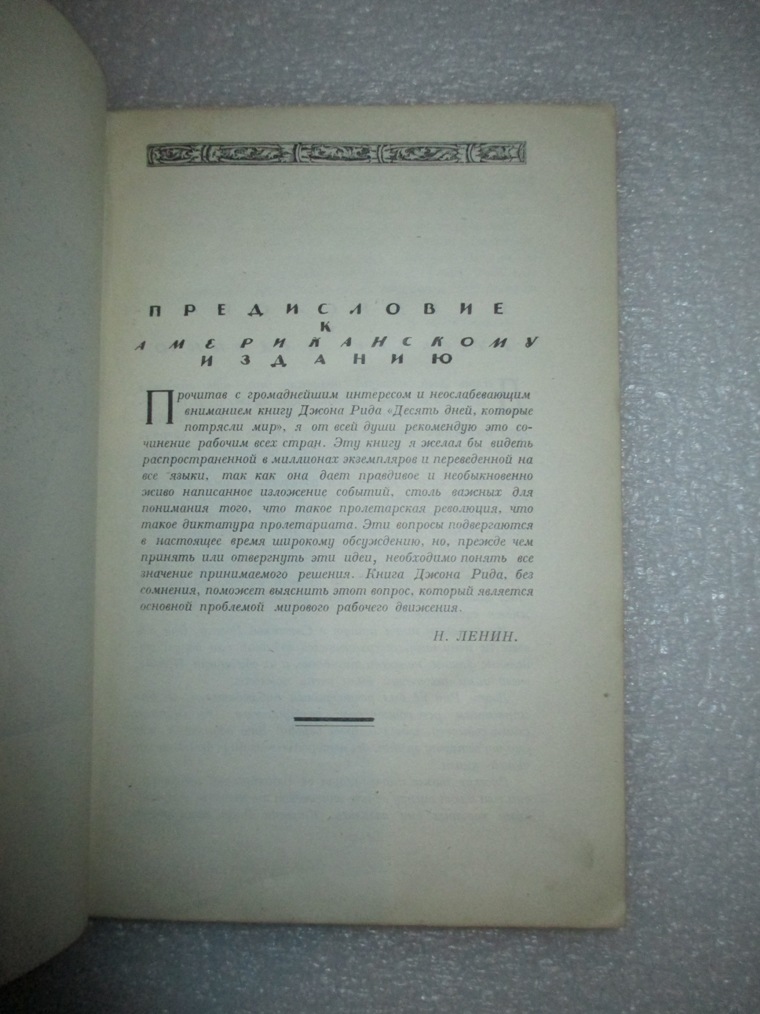 ПРЕДИСЛОВИЕ
К
АМЕРИКАНСКОМУ
ИЗДАНИЮ
Прочитав с громаднейшим интересом и неослабевающим
вниманием книгу Джона Рида «Десять дней, которые
потрясли мир», я от всей души рекомендую это со-
чинение рабочим всех стран. Эту книгу я желал бы видеть
распространенной в миллионах экземпляров и переведенной на
все языки, так как она дает правдивое и необыкновенно
живо написанное изложение событий, столь важных для
понимания того, что такое пролетарская революция, что
такое диктатура пролетариата. Эти вопросы подвергаются
в настоящее время широкому обсуждению, но, прежде чем
принять или отвергнуть эти идеи, необходимо понять все
значение принимаемого решения. Книга Джона Рида, без
сомнения, поможет выяснить этот вопрос, который является
основной проблемой мирового рабочего движения.
Н. ЛЕНИН.